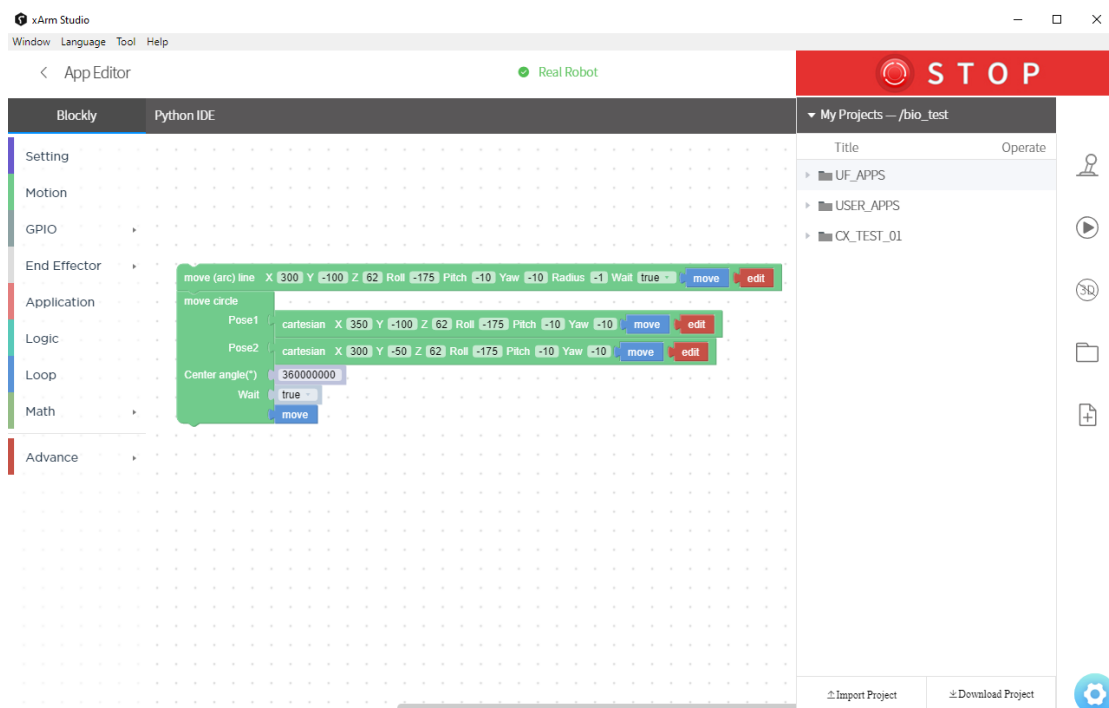 xArm Studio
Window Language Tool Help
App Editor
Real Robot
STOP
Blockly
Python IDE
My Projects — /bio_test
Title Operate
Setting
Motion
GPIO
End Effector
Application
Logic
Loop
Math
Advance
UF_APPS
USER_APPS
CX_TEST_01
move (arc) line X 300 Y -100 Z 62 Roll -175 Pitch -10 Yaw -10 Radius -1 Wait true move edit
move circle
Pose1 cartesian X 350 Y -100 Z 62 Roll -175 Pitch -10 Yaw -10 move edit
Pose2 cartesian X 300 Y -50 Z 62 Roll -175 Pitch -10 Yaw -10 move edit
Center angle(°) 360000000
Wait true
move
3D
Import Project
Download Project